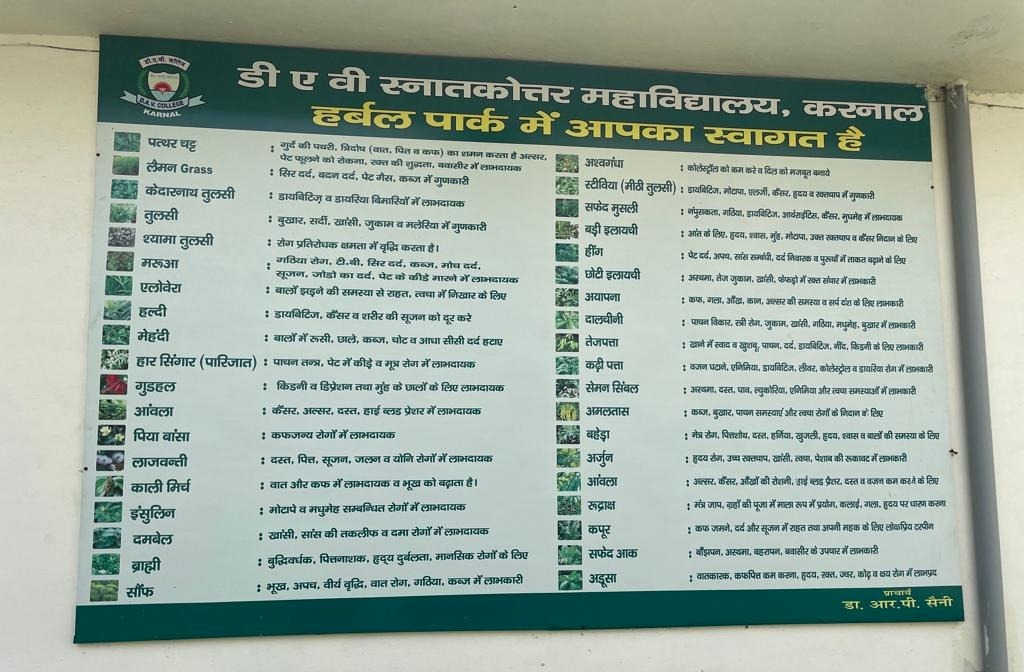 डी.ए.वी. कॉलेज
D.A.V. COLLEGE
KARNAL
डी ए वी स्नातकोत्तर महाविद्यालय, करनाल
हर्बल पार्क में आपका स्वागत है
पत्थर चट्ट : गुर्दे की पथरी, त्रिदोष (वात, पित व कफ) का शमन करता है अल्सर,
पेट फूलने को रोकना, रक्त की शुद्धता, बवासीर में लाभदायक
लैमन Grass : सिर दर्द, बदन दर्द, पेट गैस, कब्ज में गुणकारी
केदारनाथ तुलसी : डायबिटिज़ व डायरिया बिमारियों में लाभदायक
तुलसी : बुखार, सर्दी, खांसी, जुकाम व मलेरिया में गुणकारी
श्यामा तुलसी : रोग प्रतिरोधक क्षमता में वृद्धि करता है।
मरूआ : गठिया रोग, टी.बी, सिर दर्द, कब्ज, मोच दर्द,
सूजन, जोडो का दर्द, पेट के कीडे मारने में लाभदायक
एलोवेरा : बालों झड़ने की समस्या से राहत, त्वचा में निखार के लिए
हल्दी : डायबिटिज, कैंसर व शरीर की सूजन को दूर करे
मेहंदी : बालों में रूसी, छाले, कब्ज, चोट व आधा सीसी दर्द हटाए
हार सिंगार (पारिजात) : पाचन तन्त्र, पेट में कीड़े व मूत्र रोग में लाभदायक
गुडहल : किडनी व डिप्रेशन तथा मुंह के छालों के लिए लाभदायक
आंवला : कैंसर, अल्सर, दस्त, हाई ब्लड प्रेशर में लाभदायक
पिया बांसा : कफजन्य रोगों में लाभदायक
लाजवन्ती : दस्त, पित्त, सूजन, जलन व योनि रोगों में लाभदायक
काली मिर्च : वात और कफ में लाभदायक व भूख को बढ़ाता है।
इंसुलिन : मोटापे व मधुमेह सम्बन्धित रोगों में लाभदायक
दमबेल : खांसी, सांस की तकलीफ व दमा रोगों में लाभदायक
ब्राह्मी : बुद्धिवर्धक, पित्तनाशक, हृदय दुर्बलता, मानसिक रोगों के लिए
सौंफ : भूख, अपच, वीर्य वृद्धि, वात रोग, गठिया, कब्ज में लाभकारी
अश्वगंधा : कोलेस्ट्रॉल को कम करे व दिल को मजबूत बनाये
स्टीविया (मीठी तुलसी) : डायबिटिज, मोटापा, एलर्जी, कैंसर, हृदय व रक्तचाप में गुणकारी
सफेद मुसली : नंपुसकता, गठिया, डायबिटिज, आर्थराईटिस, कैंसर, मुघमेह में लाभदायक
बड़ी इलायची : आंत के लिए, हृदय, श्वास, मुंह, मोटापा, उक्त रक्तचाप व कैंसर निदान के लिए
हींग : पेट दर्द, अपच, सांस सम्बंधी, दर्द निवारक व पुरूषों में ताकत बढ़ाने के लिए
छोटी इलायची : अस्थमा, तेज जुकाम, खांसी, फेफड़ो में रक्त संचार में लाभकारी
अयापना : कफ, गला, आँख, कान, अल्सर की समस्या व सर्प दंश के लिए लाभकारी
दालचीनी : पाचन विकार, स्त्री रोग, जुकाम, खांसी, गठिया, मधुमेह, बुखार में लाभकारी
तेजपत्ता : खाने में स्वाद व खुशबू, पाचन, दर्द, डायबिटिज, नींद, किडनी के लिए लाभकारी
कढ़ी पत्ता : वजन घटाने, एनिमिया, डायबिटिज, लीवर, कोलेस्ट्रोल व डायरिया रोग में लाभकारी
सेमन सिंबल : अस्थमा, दस्त, घाव, ल्यूकोरिया, एनिमिया और त्वचा समस्याओं में लाभकारी
अमलतास : कब्ज, बुखार, पाचन समस्याएं और त्वचा रोगों के निदान के लिए
बहेड़ा : नेत्र रोग, पित्तशोध, दस्त, हर्निया, खुजली, हृदय, श्वास व बालों की समस्या के लिए
अर्जुन : हृदय रोग, उच्च रक्तचाप, खांसी, त्वचा, पेशाब की रूकावट में लाभकारी
आंवला : अल्सर, कैंसर, आँखों की रोशनी, हाई ब्लड प्रैशर, दस्त व वजन कम करने के लिए
रूद्राक्ष : मंत्र जाप, ग्रहों की पूजा में माला रूप में प्रयोग, कलाई, गला, हृदय पर धारण करना
कपूर : कफ जमने, दर्द और सूजन में राहत तथा अपनी महक के लिए लोकप्रिय टरपीन
सफेद आक : बाँझपन, अस्थमा, बहरापन, बवासीर के उपचार में लाभकारी
अडूसा : वातकारक, कफपित्त कम करना, हृदय, रक्त, ज्वर, कोढ़ व क्षय रोग में लाभप्रद
प्राचार्य
डा. आर.पी. सैनी